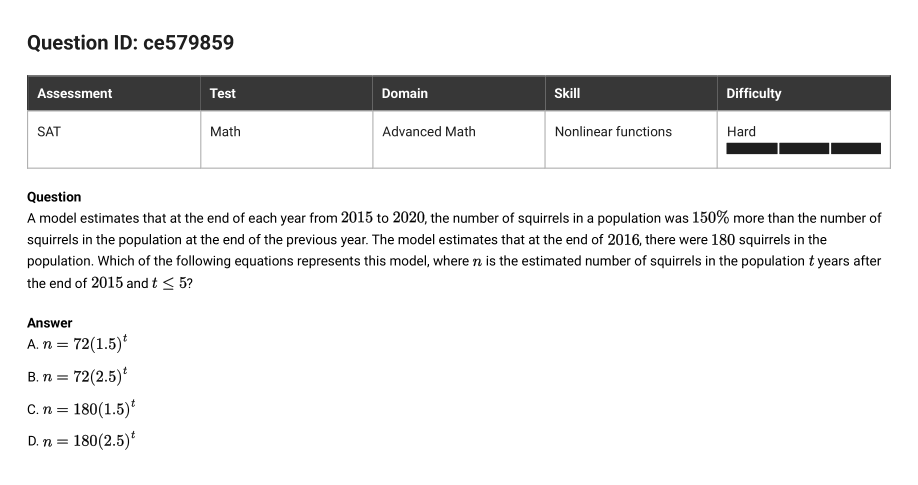 Question ID: ce579859
Assessment Test Domain Skill Difficulty
SAT Math Advanced Math Nonlinear functions Hard
Question
A model estimates that at the end of each year from 2015 to 2020, the number of squirrels in a population was 150% more than the number of
squirrels in the population at the end of the previous year. The model estimates that at the end of 2016, there were 180 squirrels in the
population. Which of the following equations represents this model, where n is the estimated number of squirrels in the population t years after
the end of 2015 and t ≤ 5?
Answer
A. n = 72(1.5)^t
B. n = 72(2.5)^t
C. n = 180(1.5)^t
D. n = 180(2.5)^t